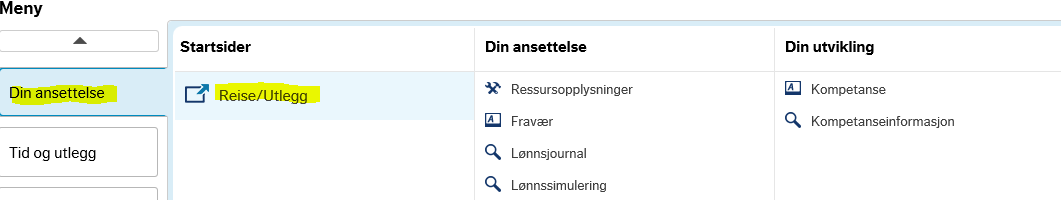 Meny
Din ansettelse
Tid og utlegg
Startsider
Reise/Utlegg
Din ansettelse
Ressursopplysninger
Fravær
Lønnsjournal
Lønnssimulering
Din utvikling
Kompetanse
Kompetanseinformasjon